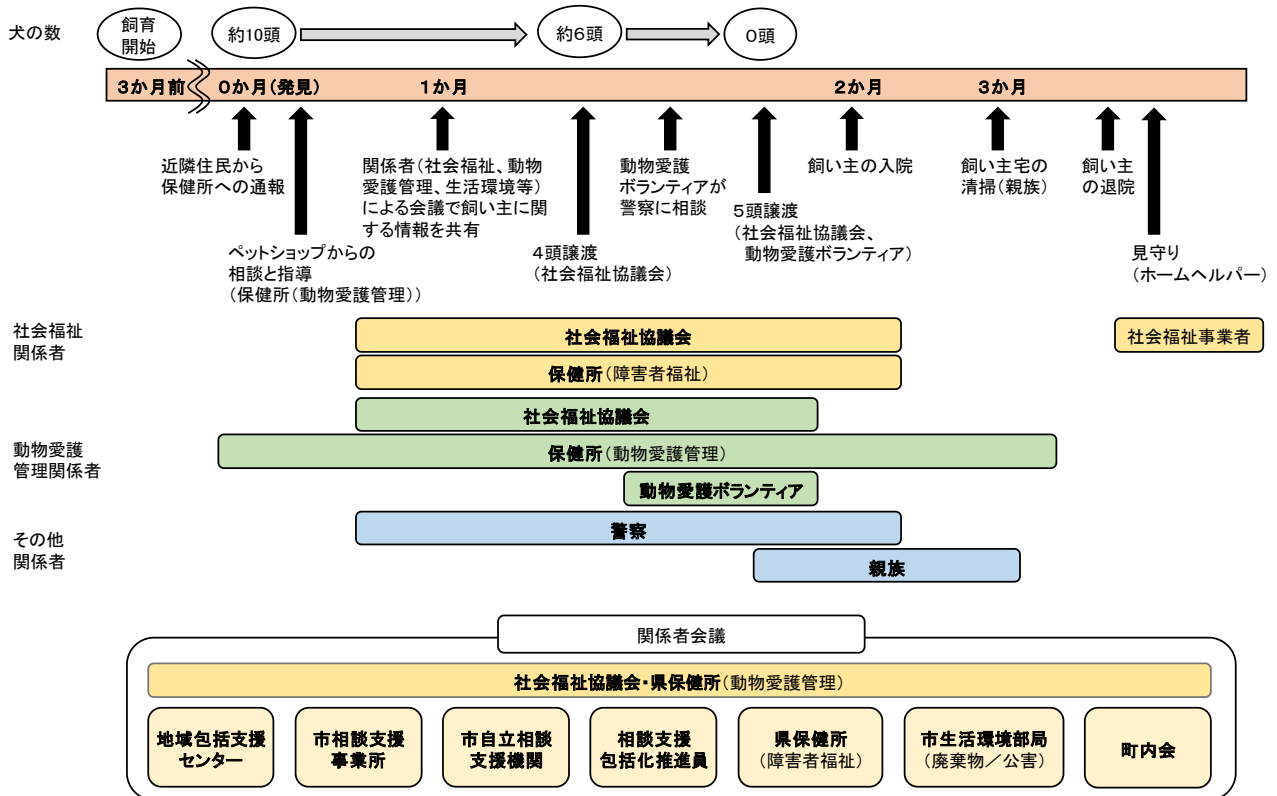 犬の数
飼育
開始
約10頭
約6頭
0頭
3か月前
0か月(発見)
1か月
2か月
3か月
近隣住民から
保健所への通報
関係者(社会福祉、動物
愛護管理、生活環境等)
による会議で飼い主に関
する情報を共有
動物愛護
ボランティアが
警察に相談
飼い主の入院
飼い主宅の
清掃(親族)
飼い主
の退院
ペットショップからの
相談と指導
(保健所(動物愛護管理))
4頭譲渡
(社会福祉協議会)
5頭譲渡
(社会福祉協議会、
動物愛護ボランティア)
見守り
(ホームヘルパー)
社会福祉
関係者
社会福祉協議会
社会福祉事業者
保健所(障害者福祉)
動物愛護
管理関係者
社会福祉協議会
保健所(動物愛護管理)
動物愛護ボランティア
その他
関係者
警察
親族
関係者会議
社会福祉協議会・県保健所(動物愛護管理)
地域包括支援
センター
市相談支援
事業所
市自立相談
支援機関
相談支援
包括化推進員
県保健所
(障害者福祉)
市生活環境部局
(廃棄物/公害)
町内会